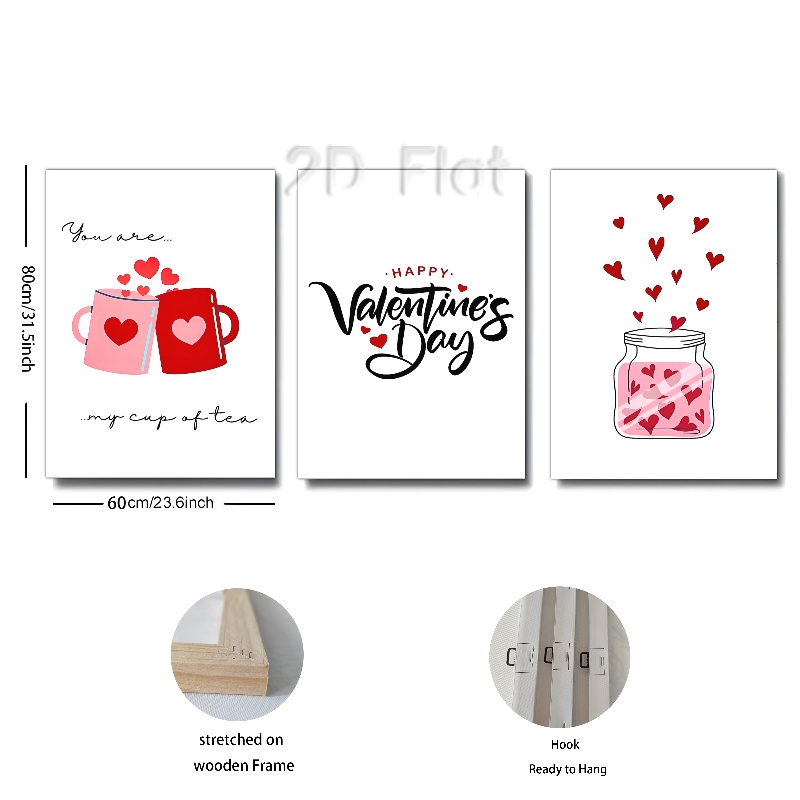 2D Flat
You are...
...my cup of tea
·HAPPY·
Valentine's
Day
80cm/31.5inch
60cm/23.6inch
stretched on
wooden Frame
Hook
Ready to Hang